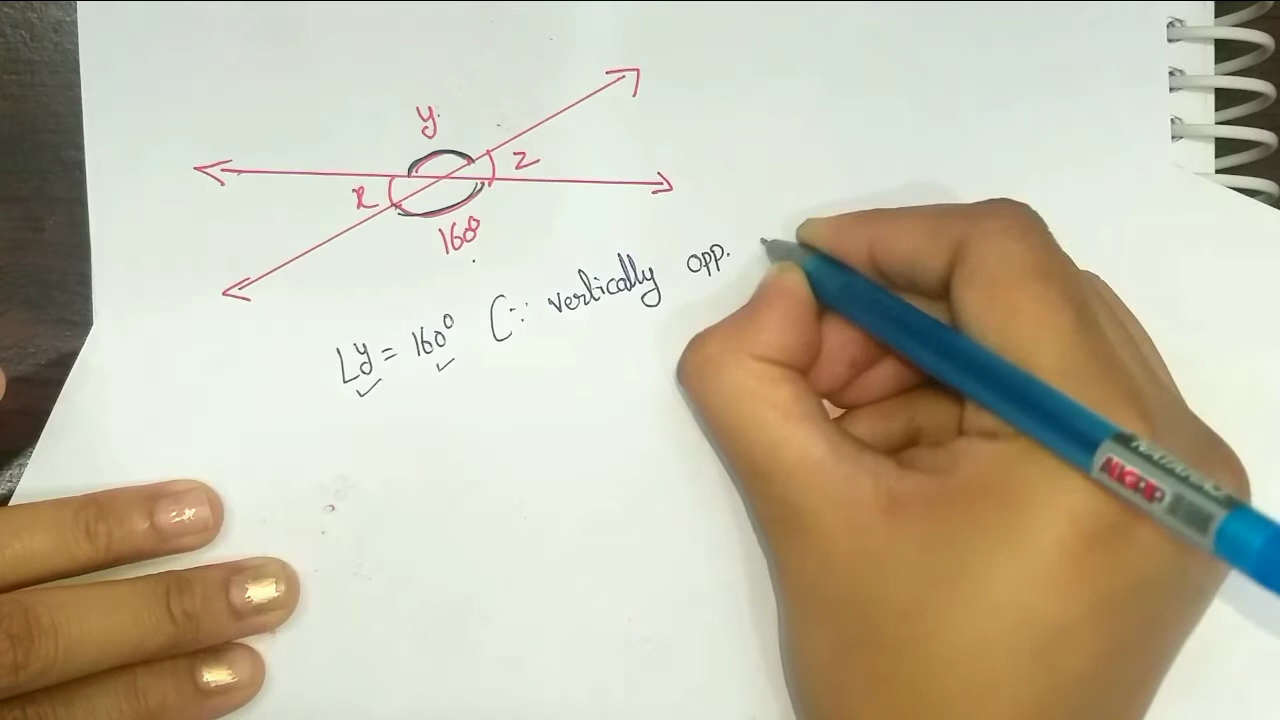 y
z
x
160°
∠y = 160° (∵ vertically opp.